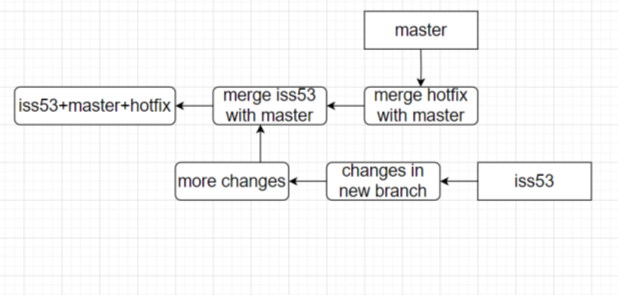 master
iss53+master+hotfix
merge iss53
with master
merge hotfix
with master
more changes
changes in
new branch
iss53